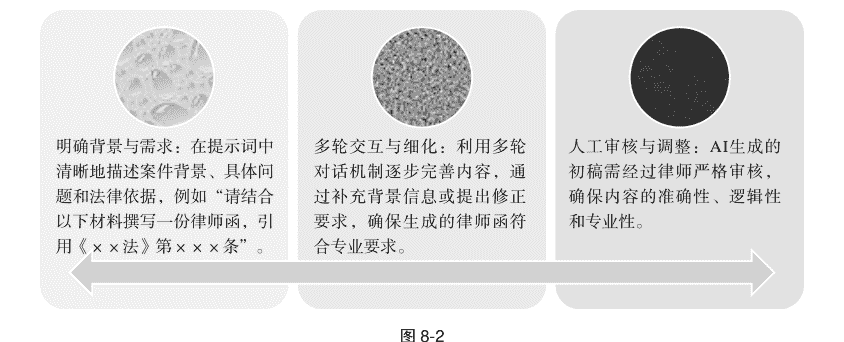 明确背景与需求：在提示词中
清晰地描述案件背景、具体问
题和法律依据，例如“请结合
以下材料撰写一份律师函，引
用《××法》第×××条”。
多轮交互与细化：利用多轮
对话机制逐步完善内容，通
过补充背景信息或提出修正
要求，确保生成的律师函符
合专业要求。
人工审核与调整：AI生成的
初稿需经过律师严格审核，
确保内容的准确性、逻辑性
和专业性。
图 8-2